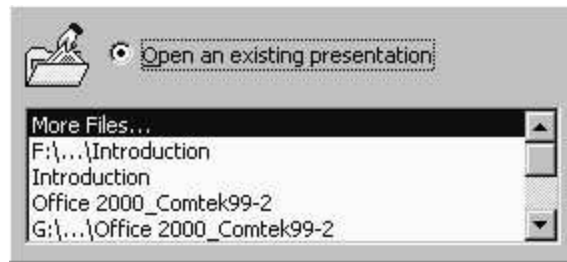 Open an existing presentation
More Files...
F:\...\Introduction
Introduction
Office 2000_Comtek99-2
G:\...\Office 2000_Comtek99-2